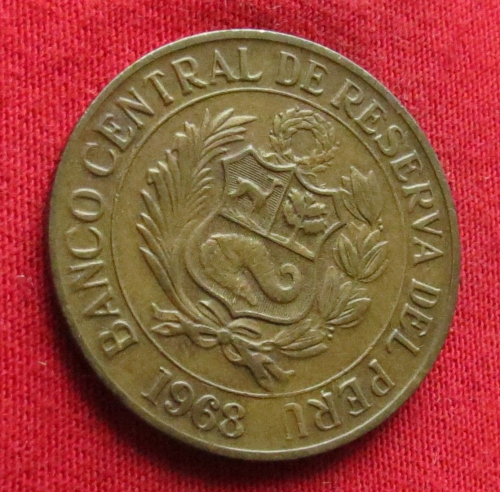 BANCO CENTRAL DE RESERVA DEL PERU
1968